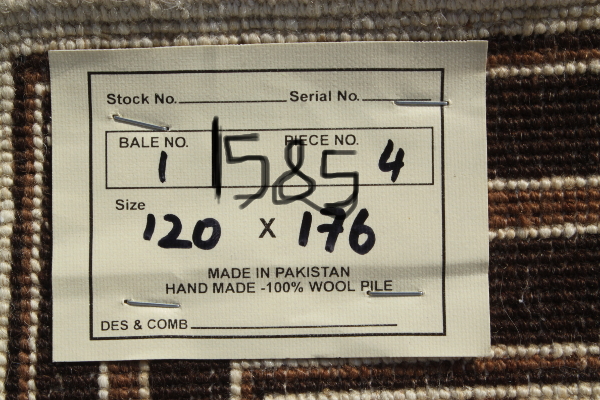 Stock No. Serial No.
BALE NO. PIECE NO.
1 1585 4
Size
120 X 176
MADE IN PAKISTAN
HAND MADE -100% WOOL PILE
DES & COMB